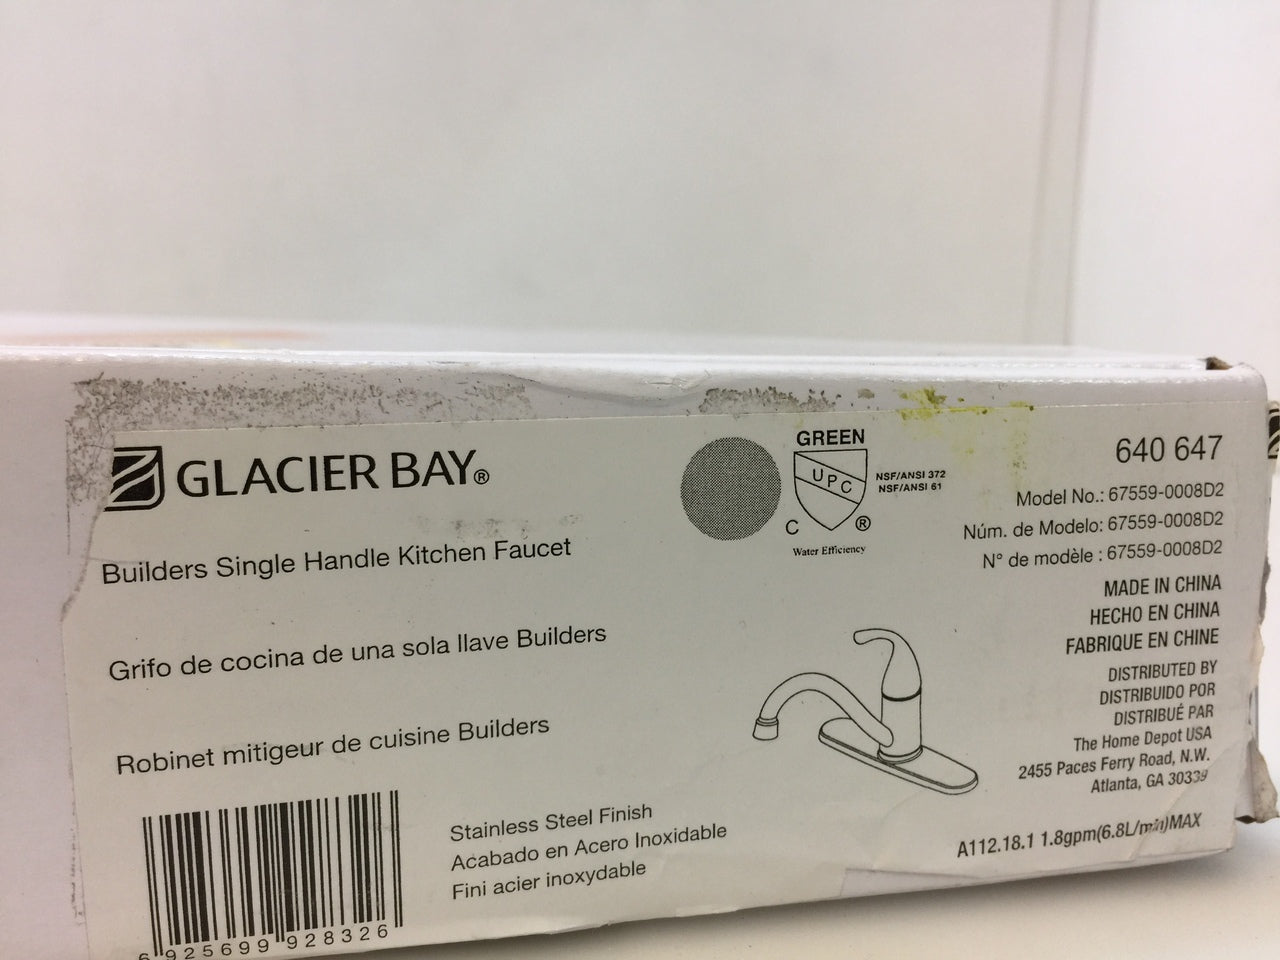 GLACIER BAY®
Builders Single Handle Kitchen Faucet
Grifo de cocina de una sola llave Builders
Robinet mitigeur de cuisine Builders
6 925699 928326
Stainless Steel Finish
Acabado en Acero Inoxidable
Fini acier inoxydable
GREEN
UPC
C ®
Water Efficiency
NSF/ANSI 372
NSF/ANSI 61
640 647
Model No.: 67559-0008D2
Núm. de Modelo: 67559-0008D2
N° de modèle : 67559-0008D2
MADE IN CHINA
HECHO EN CHINA
FABRIQUE EN CHINE
DISTRIBUTED BY
DISTRIBUIDO POR
DISTRIBUÉ PAR
The Home Depot USA
2455 Paces Ferry Road, N.W.
Atlanta, GA 30339
A112.18.1 1.8gpm(6.8L/min)MAX